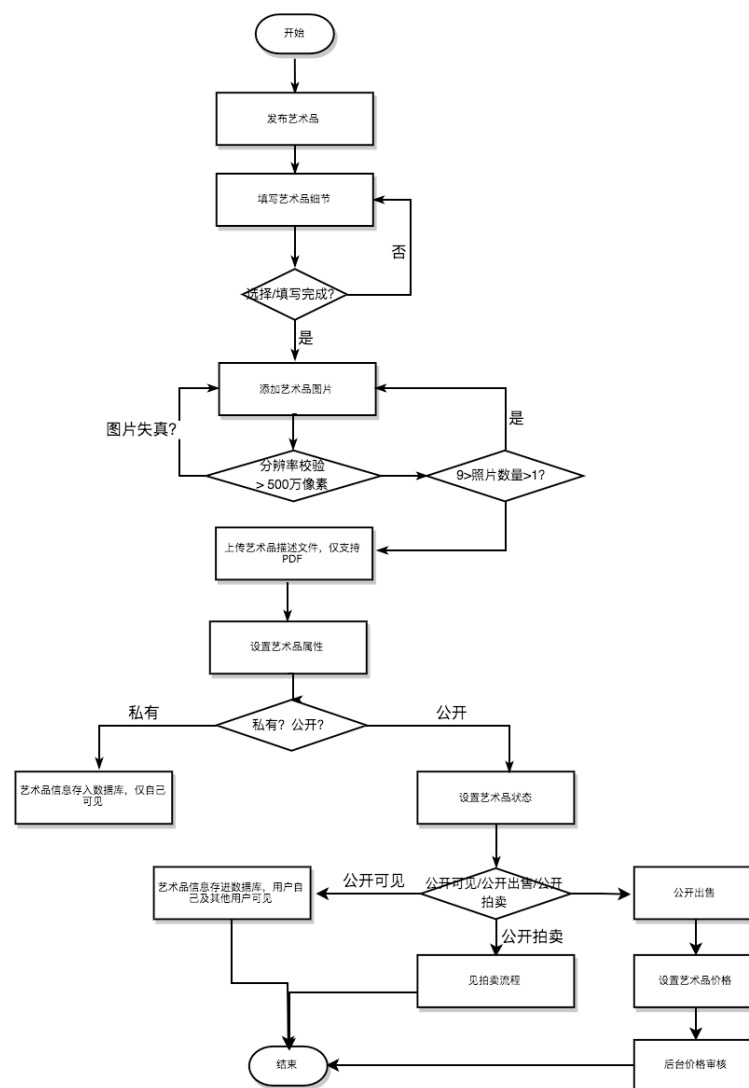 开始
发布艺术品
填写艺术品细节
否
选择/填写完成?
是
添加艺术品图片
图片失真?
是
分辨率校验
> 500万像素
9>照片数量>1?
上传艺术品描述文件，仅支持
PDF
设置艺术品属性
私有
私有？公开？
公开
艺术品信息存入数据库，仅自己
可见
设置艺术品状态
公开可见
艺术品信息存进数据库，用户自
己及其他用户可见
公开可见/公开出售/公开
拍卖
公开出售
公开拍卖
见拍卖流程
设置艺术品价格
结束
后台价格审核